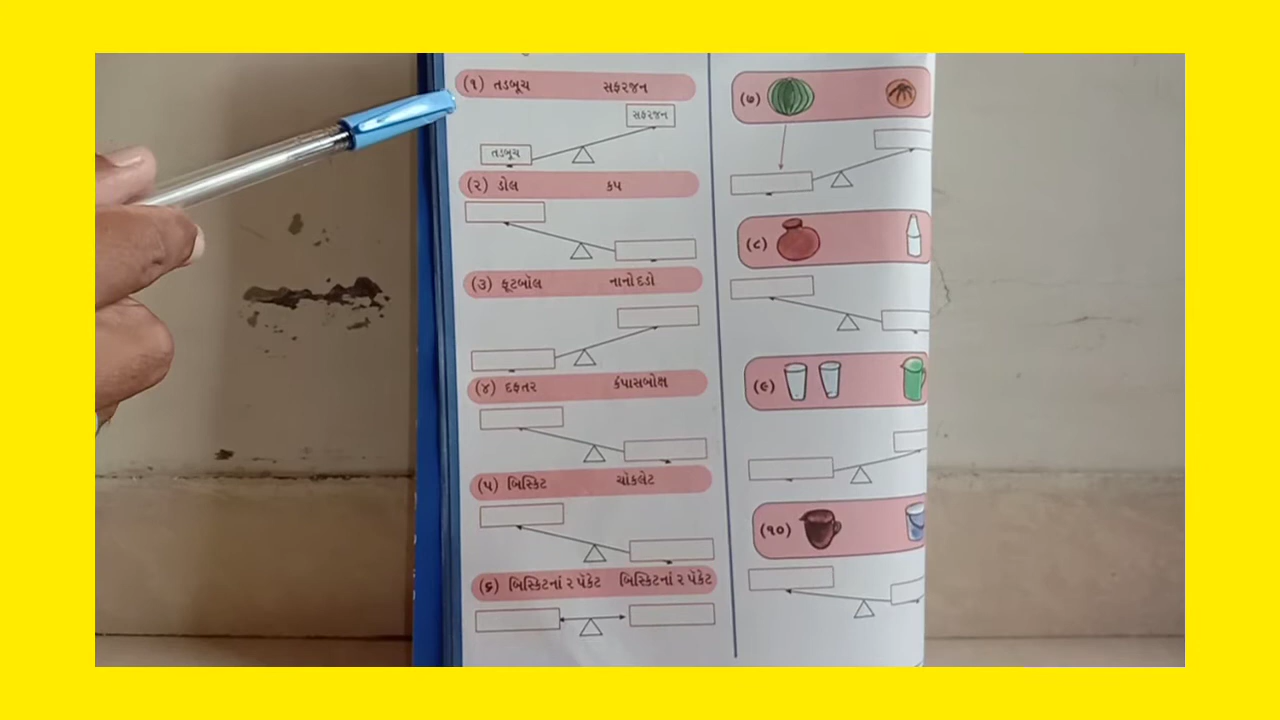 (૧) તડબૂચ સફરજન
સફરજન
તડબૂચ
(૨) ડોલ કપ
(૩) ફૂટબૉલ નાનો દડો
(૪) દફતર કંપાસબોક્ષ
(૫) બિસ્કિટ ચૉકલેટ
(૬) બિસ્કિટનાં ૨ પૅકેટ બિસ્કિટનાં ૨ પૅકેટ
(૭)
(૮)
(૯)
(૧૦)